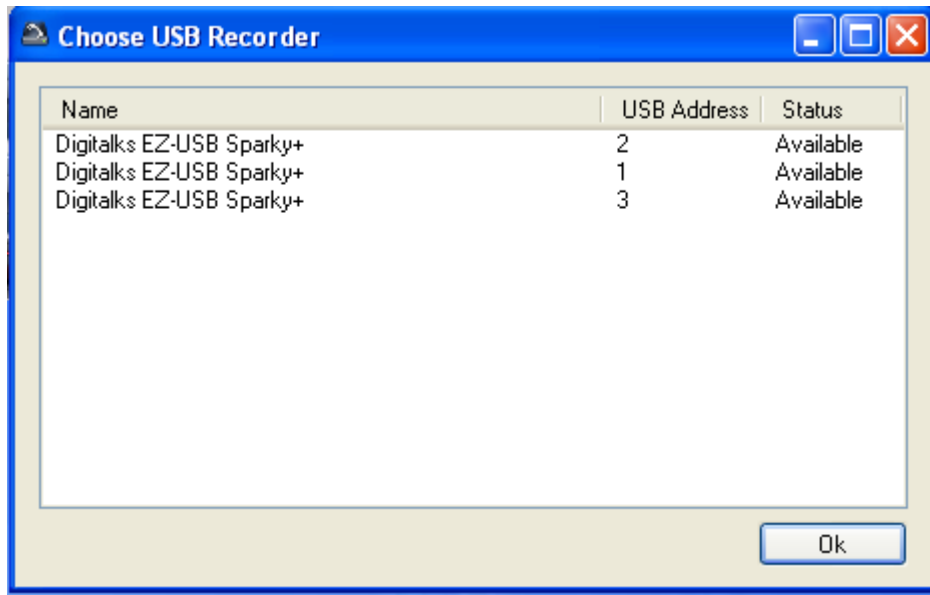 Choose USB Recorder
Name USB Address Status
Digitalks EZ-USB Sparky+ 2 Available
Digitalks EZ-USB Sparky+ 1 Available
Digitalks EZ-USB Sparky+ 3 Available
Ok